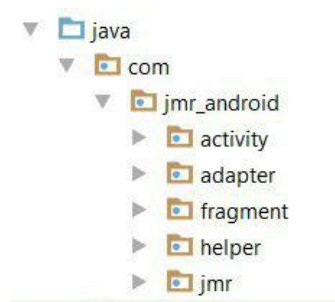 java
com
jmr_android
activity
adapter
fragment
helper
jmr